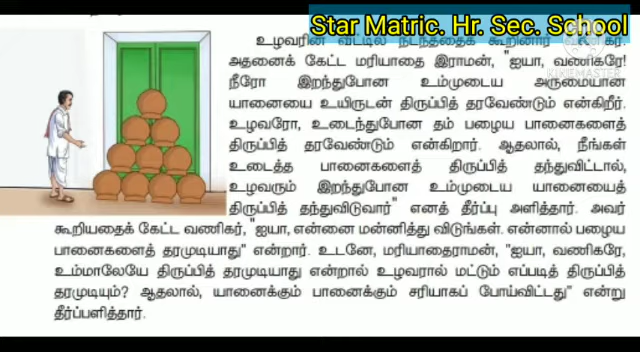 Star Matric. Hr. Sec. School
உழவரின் வீட்டில் நடந்ததைக் கூறினார் வணிகர்.
KINEMASTER
அதனைக் கேட்ட மரியாதை இராமன், "ஐயா, வணிகரே!
நீரோ இறந்துபோன உம்முடைய அருமையான
யானையை உயிருடன் திருப்பித் தரவேண்டும் என்கிறீர்.
உழவரோ, உடைந்துபோன தம் பழைய பானைகளைத்
திருப்பித் தரவேண்டும் என்கிறார். ஆதலால், நீங்கள்
உடைத்த பானைகளைத் திருப்பித் தந்துவிட்டால்,
உழவரும் இறந்துபோன உம்முடைய யானையைத்
திருப்பித் தந்துவிடுவார்" எனத் தீர்ப்பு அளித்தார். அவர்
கூறியதைக் கேட்ட வணிகர், "ஐயா, என்னை மன்னித்து விடுங்கள். என்னால் பழைய
பானைகளைத் தரமுடியாது" என்றார். உடனே, மரியாதைராமன், "ஐயா, வணிகரே,
உம்மாலேயே திருப்பித் தரமுடியாது என்றால் உழவரால் மட்டும் எப்படித் திருப்பித்
தரமுடியும்? ஆதலால், யானைக்கும் பானைக்கும் சரியாகப் போய்விட்டது" என்று
தீர்ப்பளித்தார்.